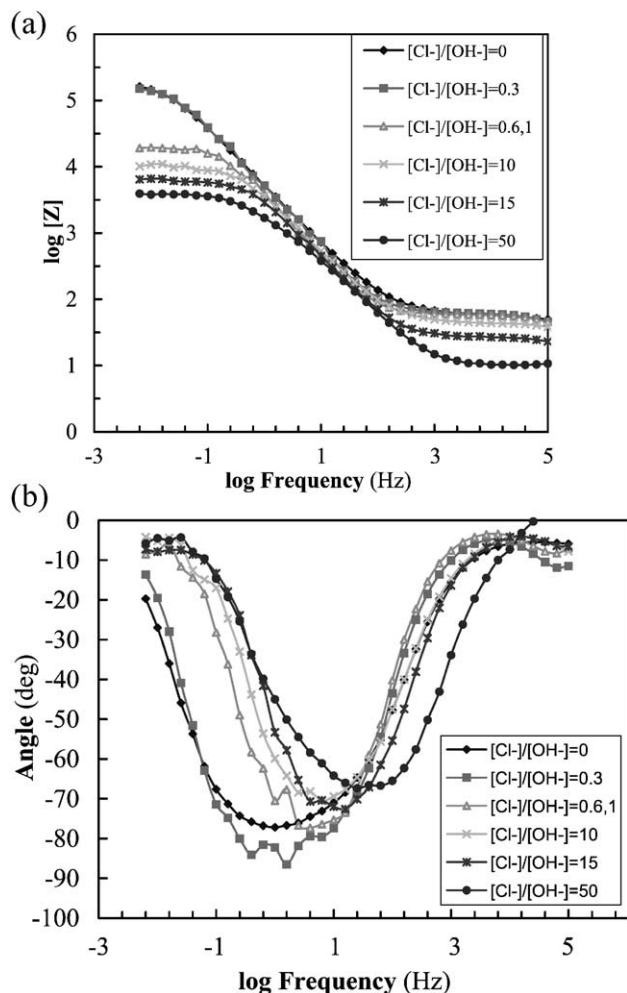 (a)
6
5
4
3
2
1
0
log [Z]
[Cl-]/[OH-]=0
[Cl-]/[OH-]=0.3
[Cl-]/[OH-]=0.6,1
[Cl-]/[OH-]=10
[Cl-]/[OH-]=15
[Cl-]/[OH-]=50
-3 -1 1 3 5
log Frequency (Hz)
(b)
0
-10
-20
-30
-40
-50
-60
-70
-80
-90
-100
Angle (deg)
[Cl-]/[OH-]=0
[Cl-]/[OH-]=0.3
[Cl-]/[OH-]=0.6,1
[Cl-]/[OH-]=10
[Cl-]/[OH-]=15
[Cl-]/[OH-]=50
-3 -1 1 3 5
log Frequency (Hz)